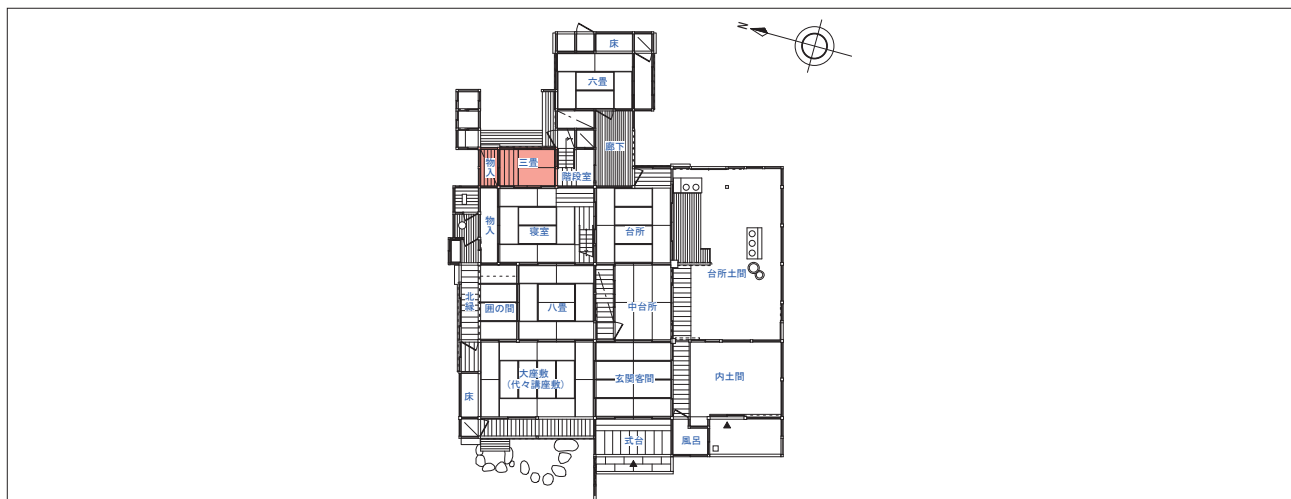 N
床
六畳
廊下
物入
三畳
階段室
物入
寝室
台所
台所土間
北縁
囲の間
八畳
中台所
大座敷
(代々講座敷)
玄関客間
内土間
床
式台
風呂